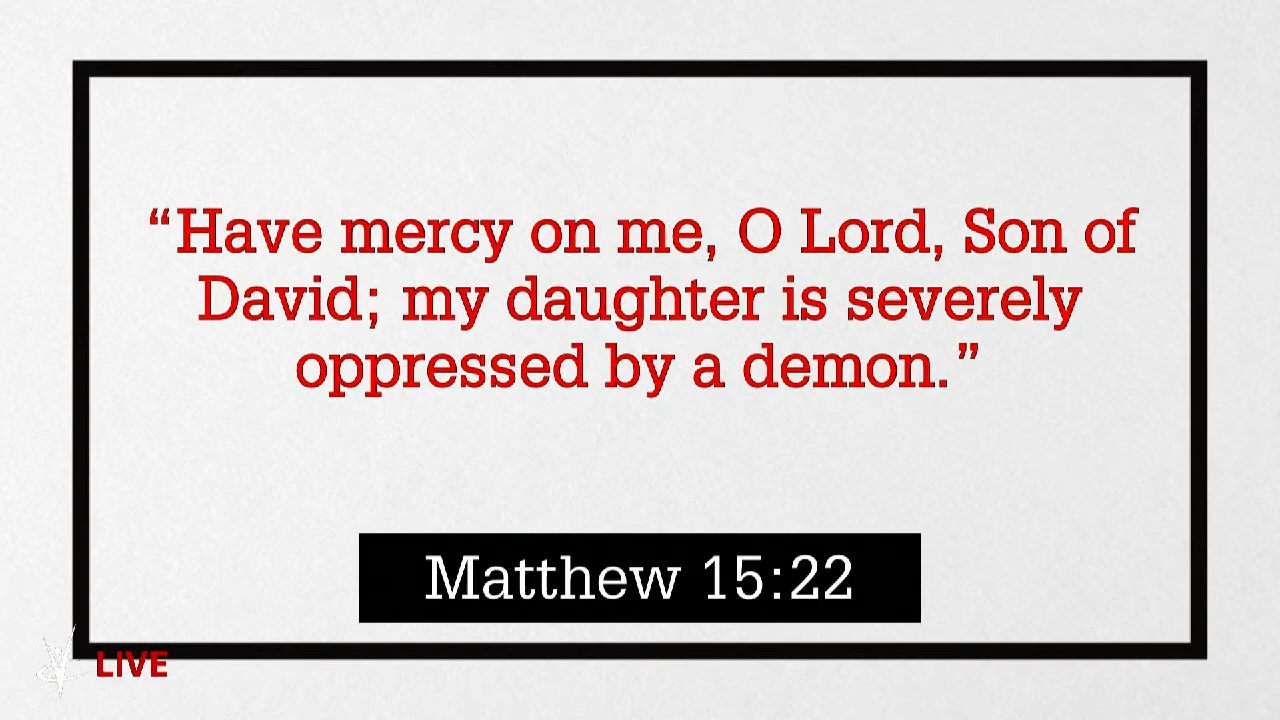 “Have mercy on me, O Lord, Son of
David; my daughter is severely
oppressed by a demon.”
Matthew 15:22
LIVE